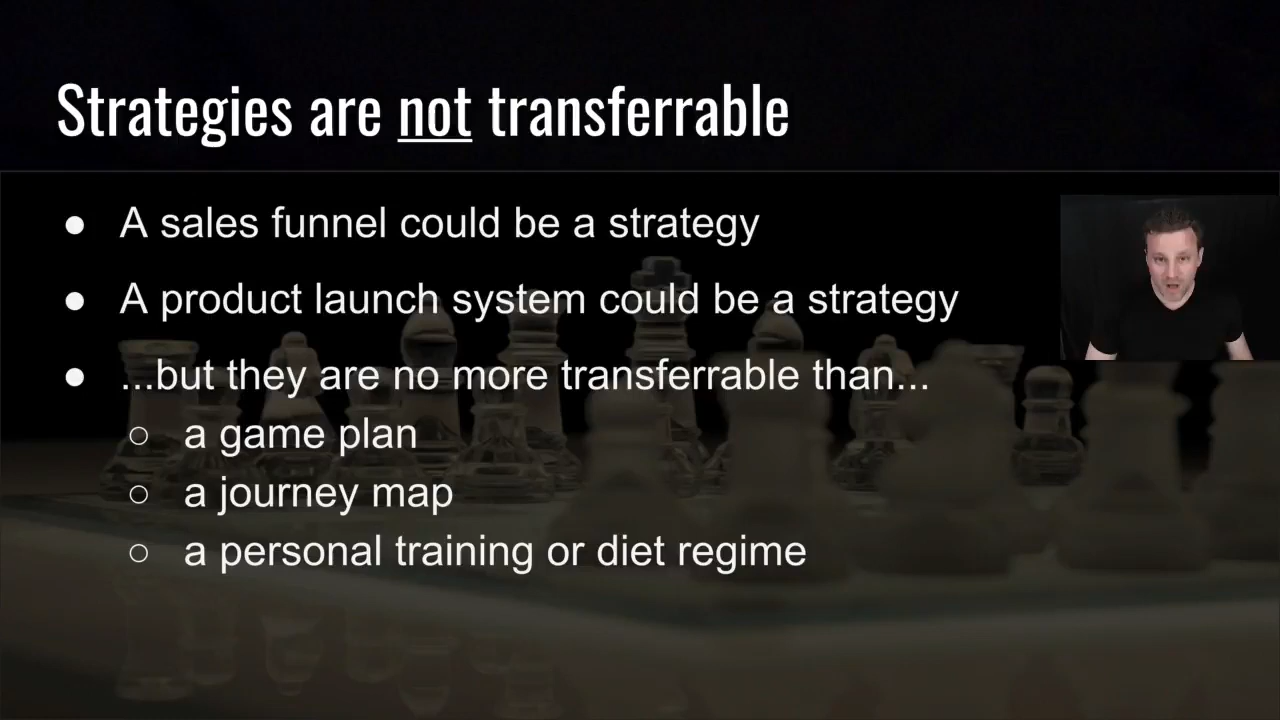 Strategies are not transferrable
● A sales funnel could be a strategy
● A product launch system could be a strategy
● ...but they are no more transferrable than...
○ a game plan
○ a journey map
○ a personal training or diet regime